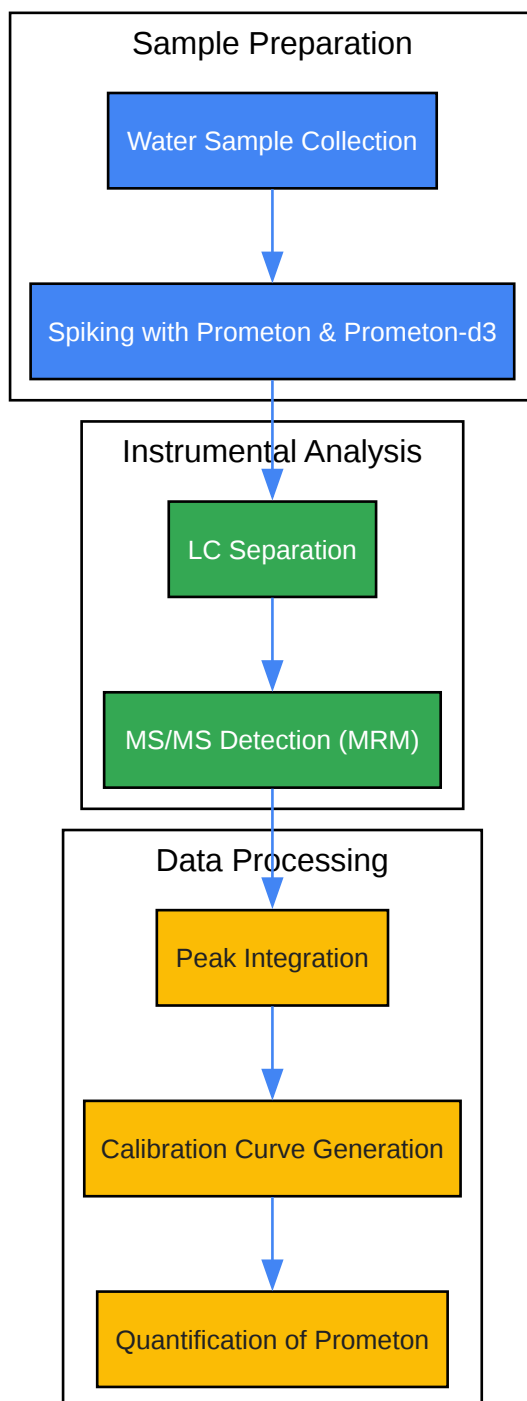 Sample Preparation
Water Sample Collection
Spiking with Prometon & Prometon-d3
Instrumental Analysis
LC Separation
MS/MS Detection (MRM)
Data Processing
Peak Integration
Calibration Curve Generation
Quantification of Prometon